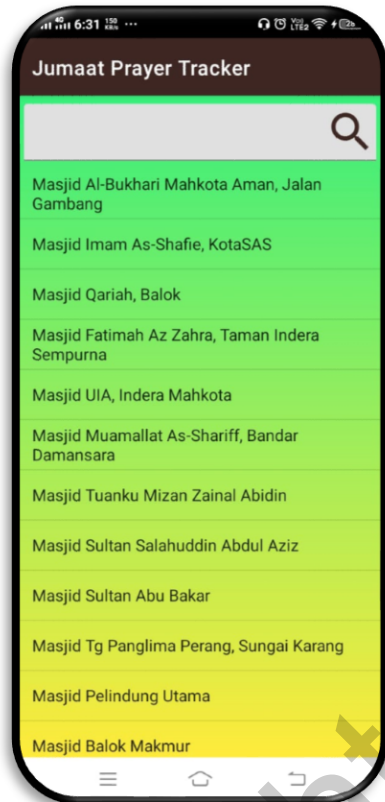 4G 6:31 150 KB/s ...
Jumaat Prayer Tracker
Masjid Al-Bukhari Mahkota Aman, Jalan
Gambang
Masjid Imam As-Shafie, KotaSAS
Masjid Qariah, Balok
Masjid Fatimah Az Zahra, Taman Indera
Sempurna
Masjid UIA, Indera Mahkota
Masjid Muamallat As-Shariff, Bandar
Damansara
Masjid Tuanku Mizan Zainal Abidin
Masjid Sultan Salahuddin Abdul Aziz
Masjid Sultan Abu Bakar
Masjid Tg Panglima Perang, Sungai Karang
Masjid Pelindung Utama
Masjid Balok Makmur